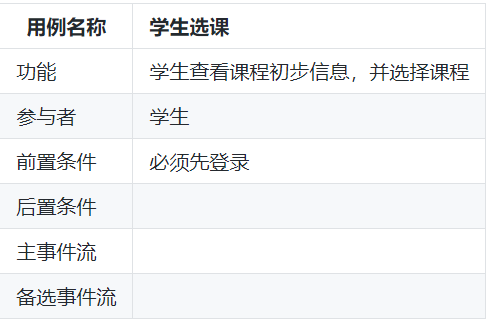 用例名称 学生选课
功能 学生查看课程初步信息，并选择课程
参与者 学生
前置条件 必须先登录
后置条件
主事件流
备选事件流